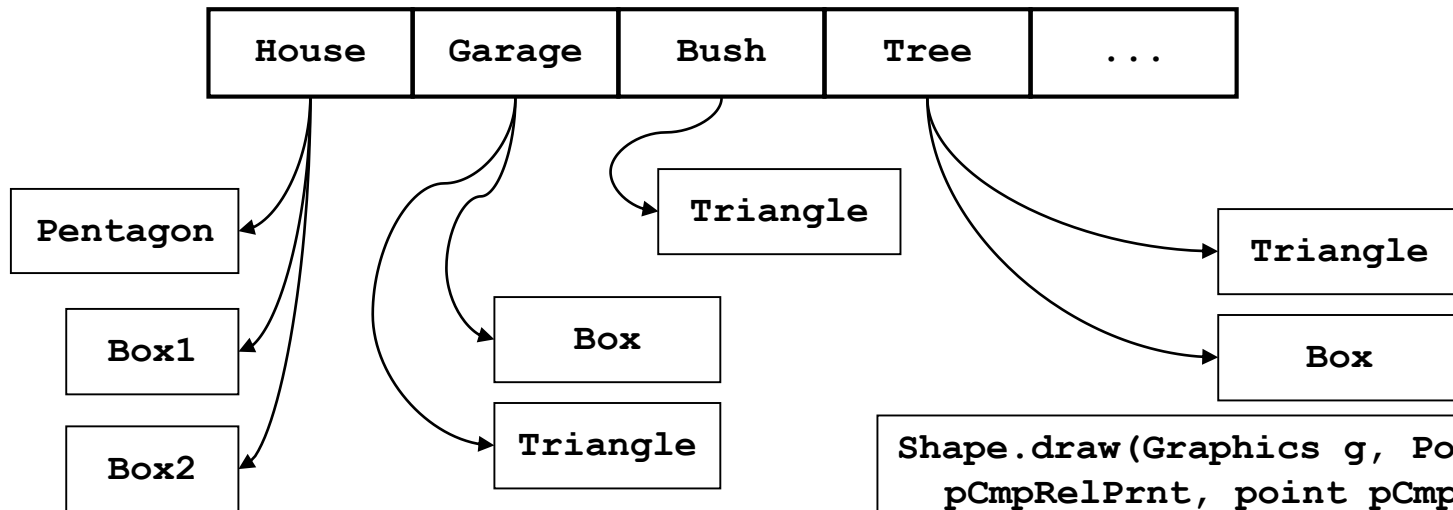 House Garage Bush Tree ...
Pentagon
Triangle
Triangle
Box1
Box
Box
Box2
Triangle
Shape.draw(Graphics g, Po
pCmpRelPrnt, point pCmp